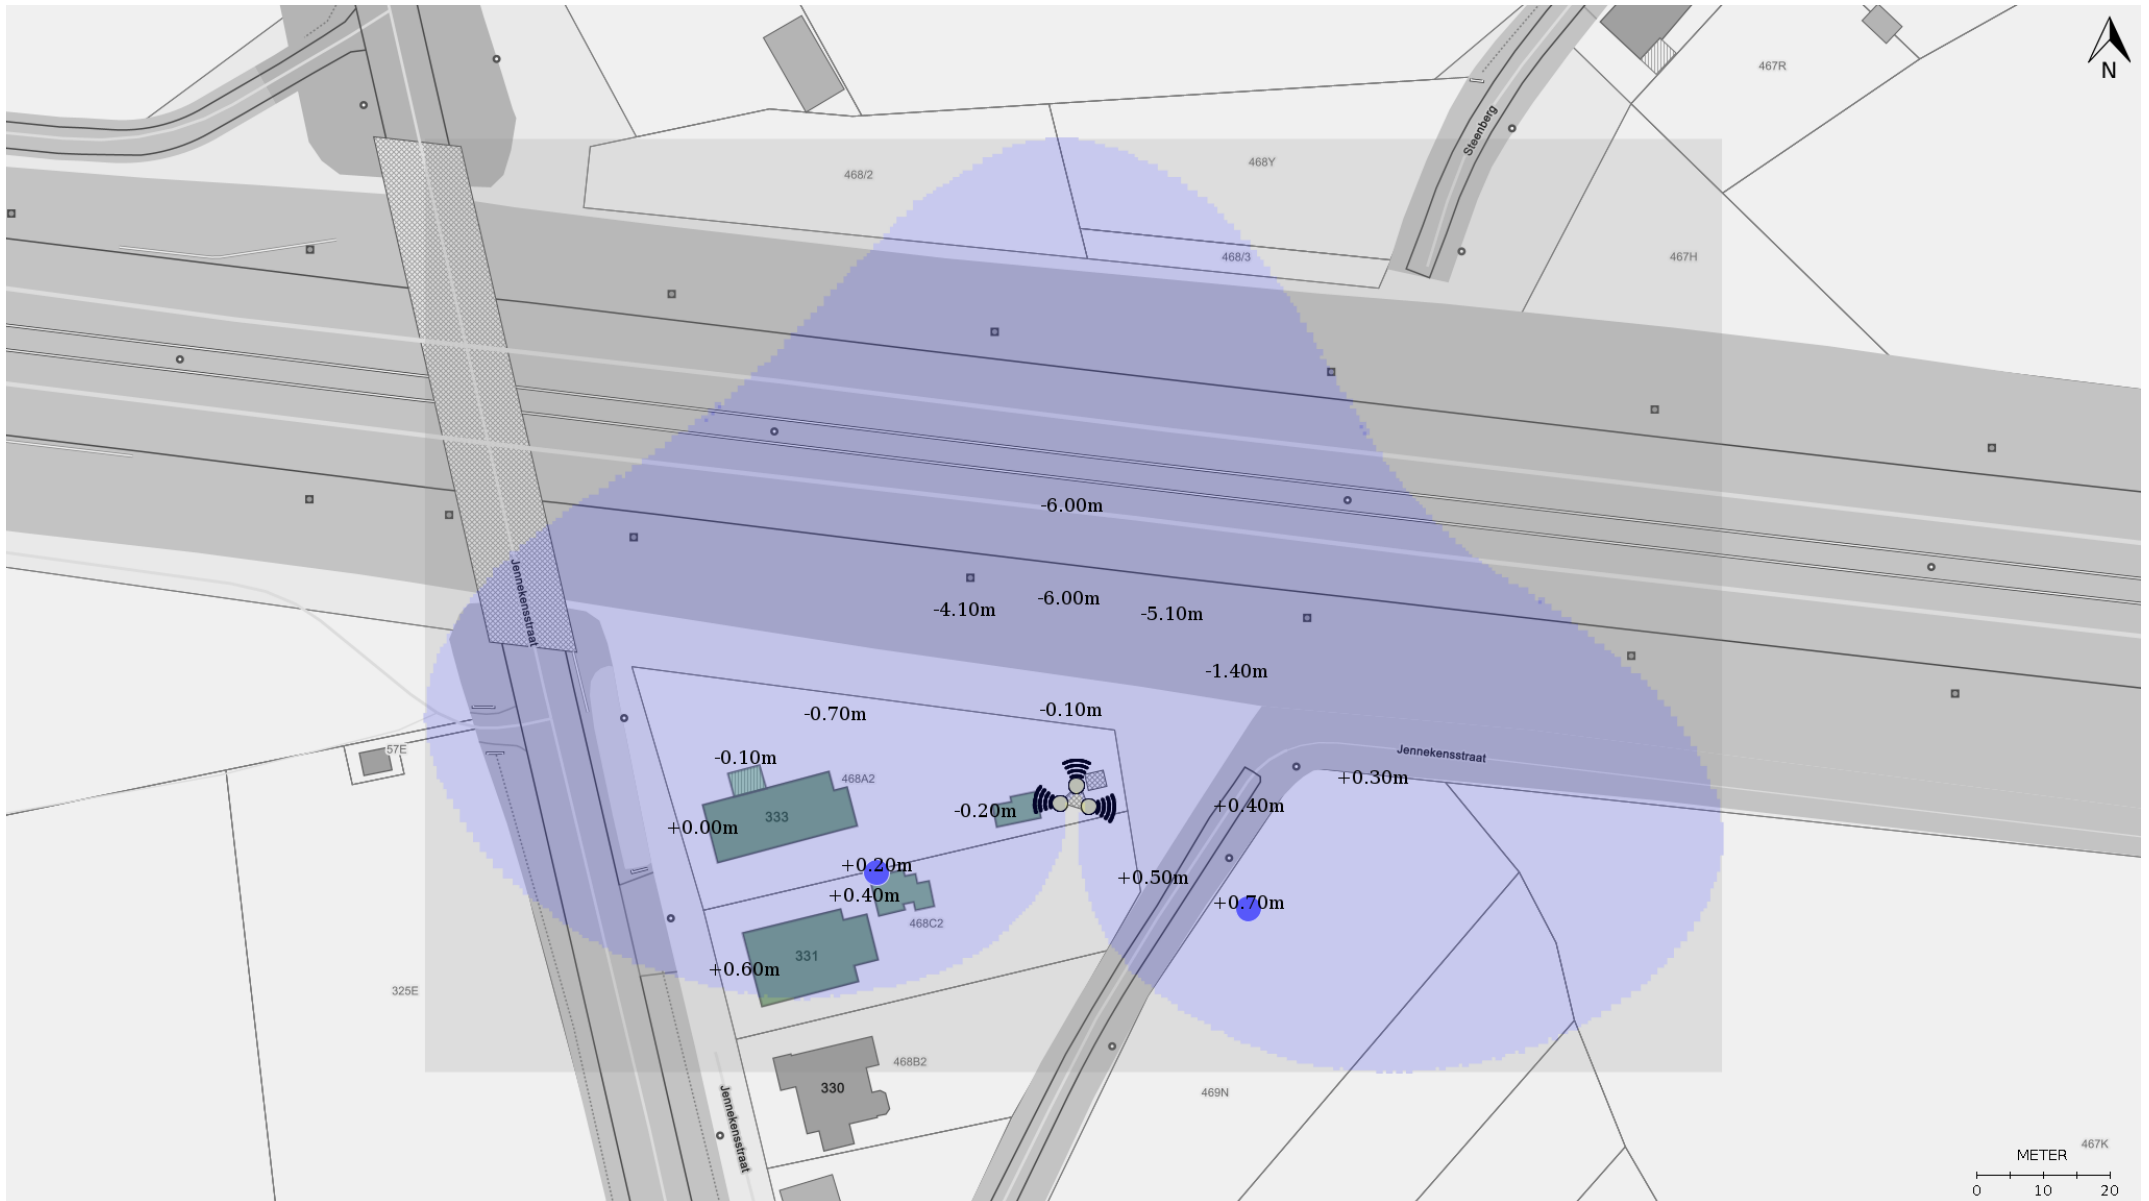 N
467R
Steenberg
468/2
468Y
468/3
467H
-6.00m
Jennekensstraat
-4.10m
-6.00m
-5.10m
-1.40m
-0.70m
-0.10m
57E
-0.10m
468A2
Jennekensstraat
+0.30m
+0.00m
333
-0.20m
+0.40m
+0.20m
+0.40m
+0.50m
+0.70m
468C2
331
+0.60m
325E
468B2
330
469N
Jennekensstraat
467K
METER
0 10 20